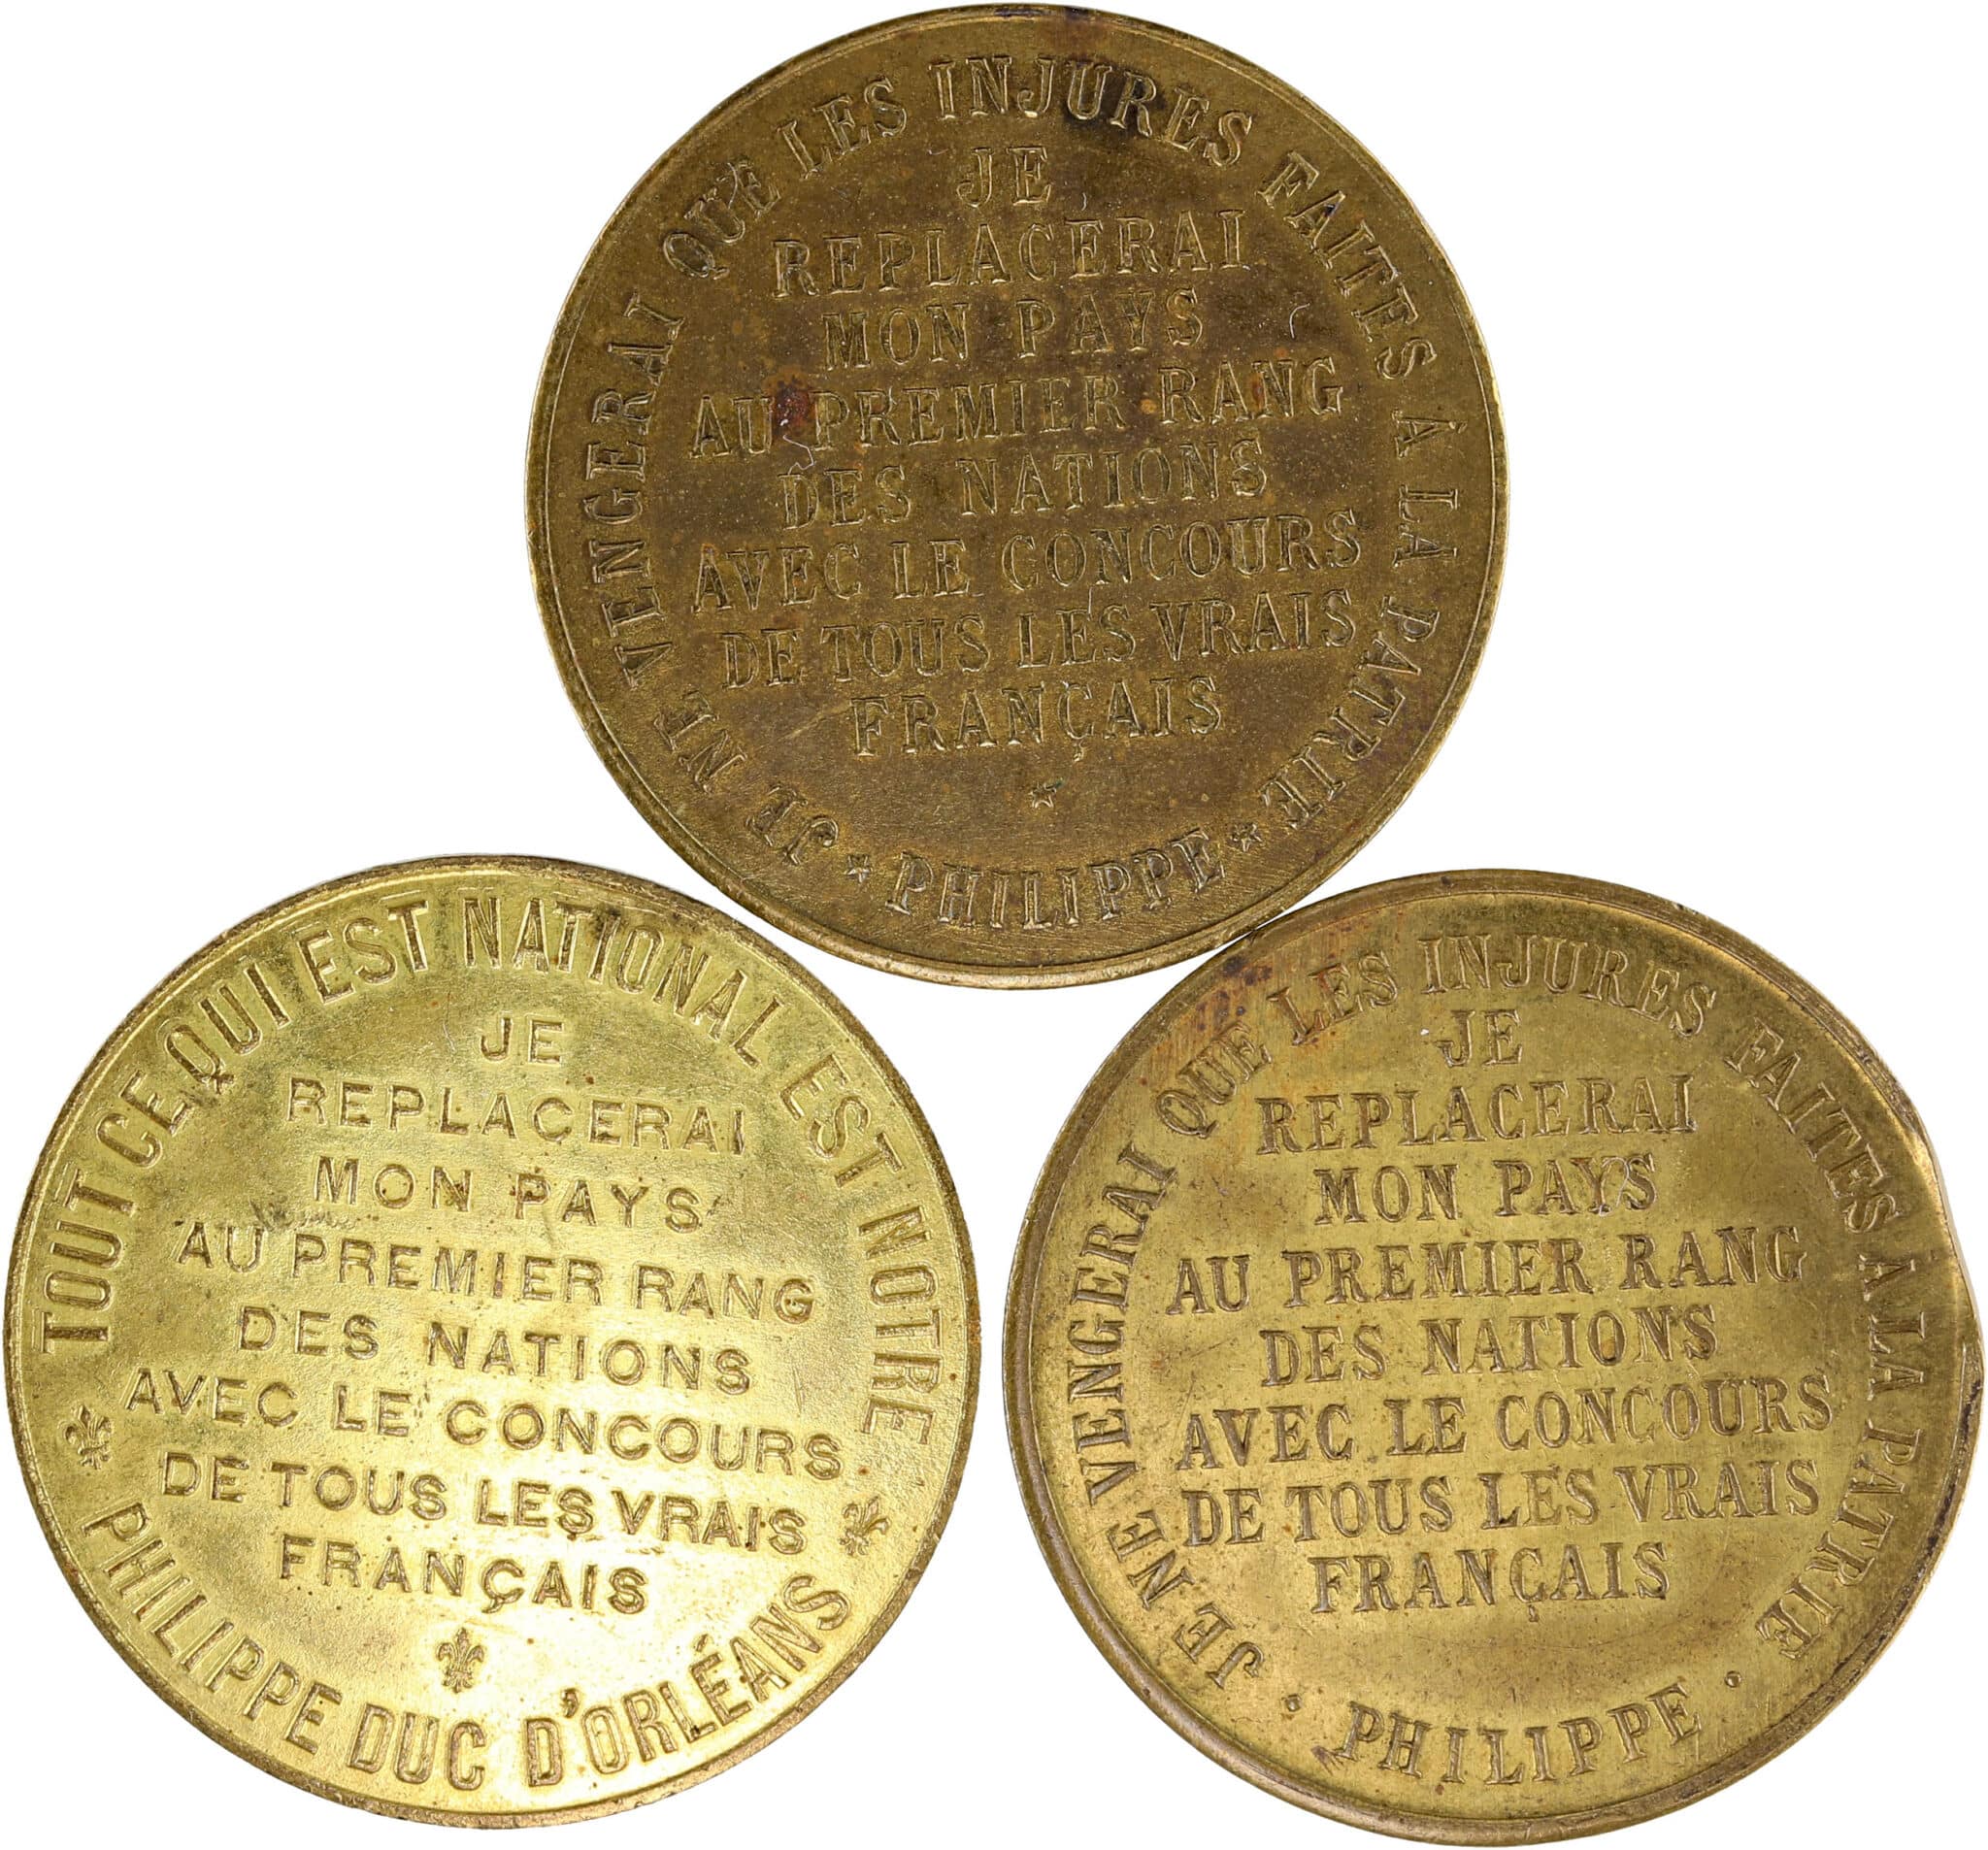 JE NE VENGERAI QUE LES INJURES FAITES À LA PATRIE
JE
REPLACERAI
MON PAYS
AU PREMIER RANG
DES NATIONS
AVEC LE CONCOURS
DE TOUS LES VRAIS
FRANÇAIS
* PHILIPPE *
TOUT CE QUI EST NATIONAL EST NOTRE
JE
REPLACERAI
MON PAYS
AU PREMIER RANG
DES NATIONS
AVEC LE CONCOURS
DE TOUS LES VRAIS
FRANÇAIS
PHILIPPE DUC D'ORLÉANS
JE NE VENGERAI QUE LES INJURES FAITES À LA PATRIE
JE
REPLACERAI
MON PAYS
AU PREMIER RANG
DES NATIONS
AVEC LE CONCOURS
DE TOUS LES VRAIS
FRANÇAIS
• PHILIPPE •